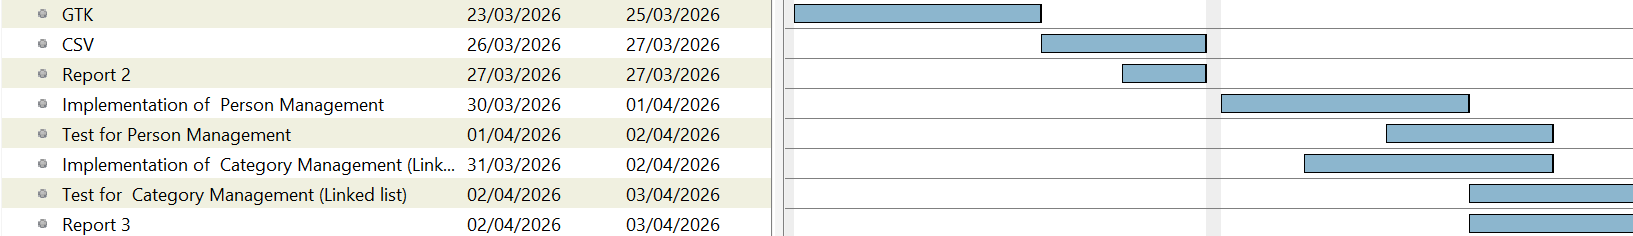 GTK 23/03/2026 25/03/2026
CSV 26/03/2026 27/03/2026
Report 2 27/03/2026 27/03/2026
Implementation of  Person Management 30/03/2026 01/04/2026
Test for Person Management 01/04/2026 02/04/2026
Implementation of  Category Management (Link... 31/03/2026 02/04/2026
Test for  Category Management (Linked list) 02/04/2026 03/04/2026
Report 3 02/04/2026 03/04/2026